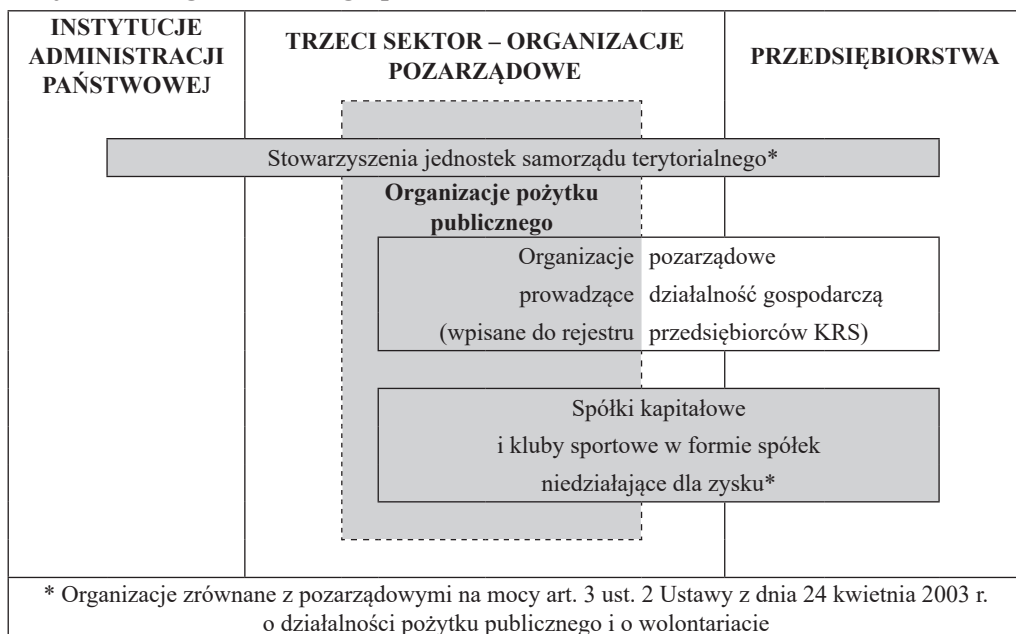 INSTYTUCJE
ADMINISTRACJI
PAŃSTWOWEJ
TRZECI SEKTOR – ORGANIZACJE
POZARZĄDOWE
PRZEDSIĘBIORSTWA
Stowarzyszenia jednostek samorządu terytorialnego*
Organizacje pożytku
publicznego
Organizacje pozarządowe
prowadzące działalność gospodarczą
(wpisane do rejestru przedsiębiorców KRS)
Spółki kapitałowe
i kluby sportowe w formie spółek
niedziałające dla zysku*
* Organizacje zrównane z pozarządowymi na mocy art. 3 ust. 2 Ustawy z dnia 24 kwietnia 2003 r.
o działalności pożytku publicznego i o wolontariacie